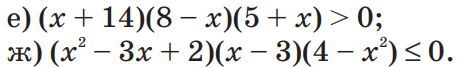 е) (x + 14)(8 − x)(5 + x) > 0;
ж) (x² − 3x + 2)(x − 3)(4 − x²) ≤ 0.